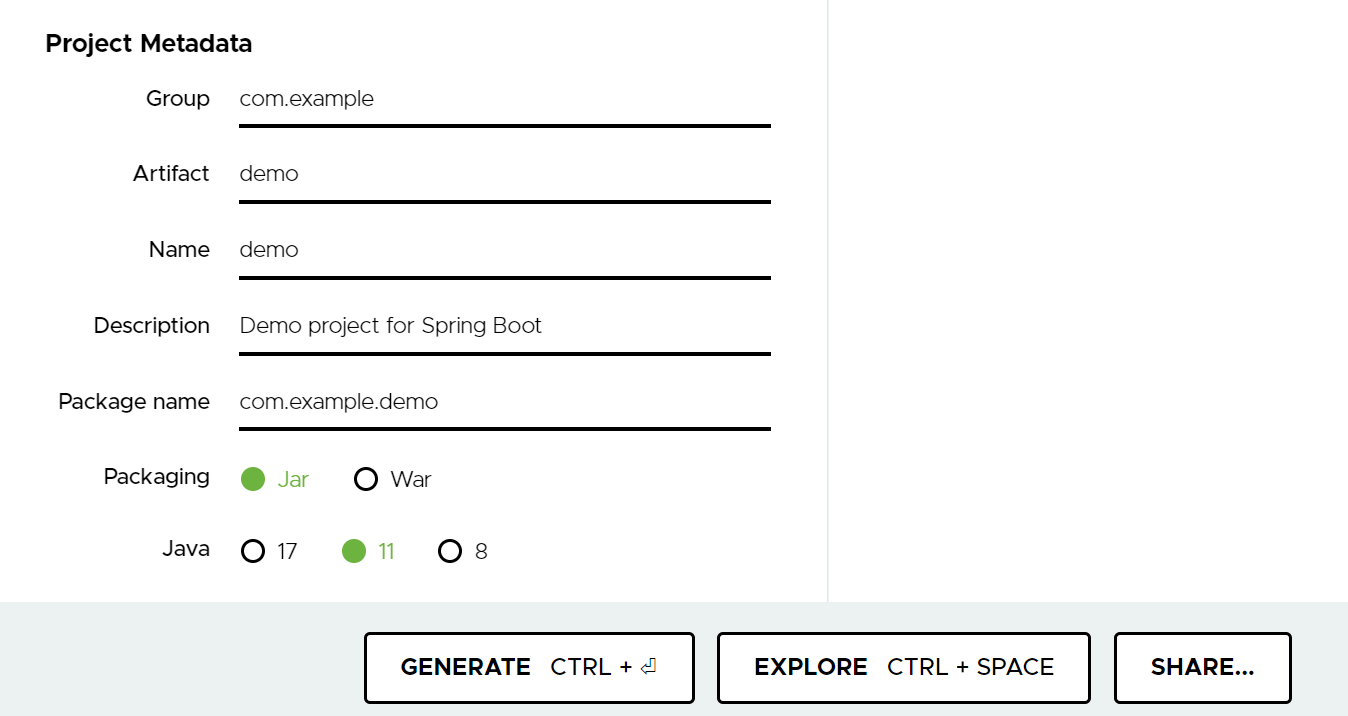 Project Metadata
Group com.example
Artifact demo
Name demo
Description Demo project for Spring Boot
Package name com.example.demo
Packaging Jar War
Java 17 11 8
GENERATE CTRL + ⏎ EXPLORE CTRL + SPACE SHARE...